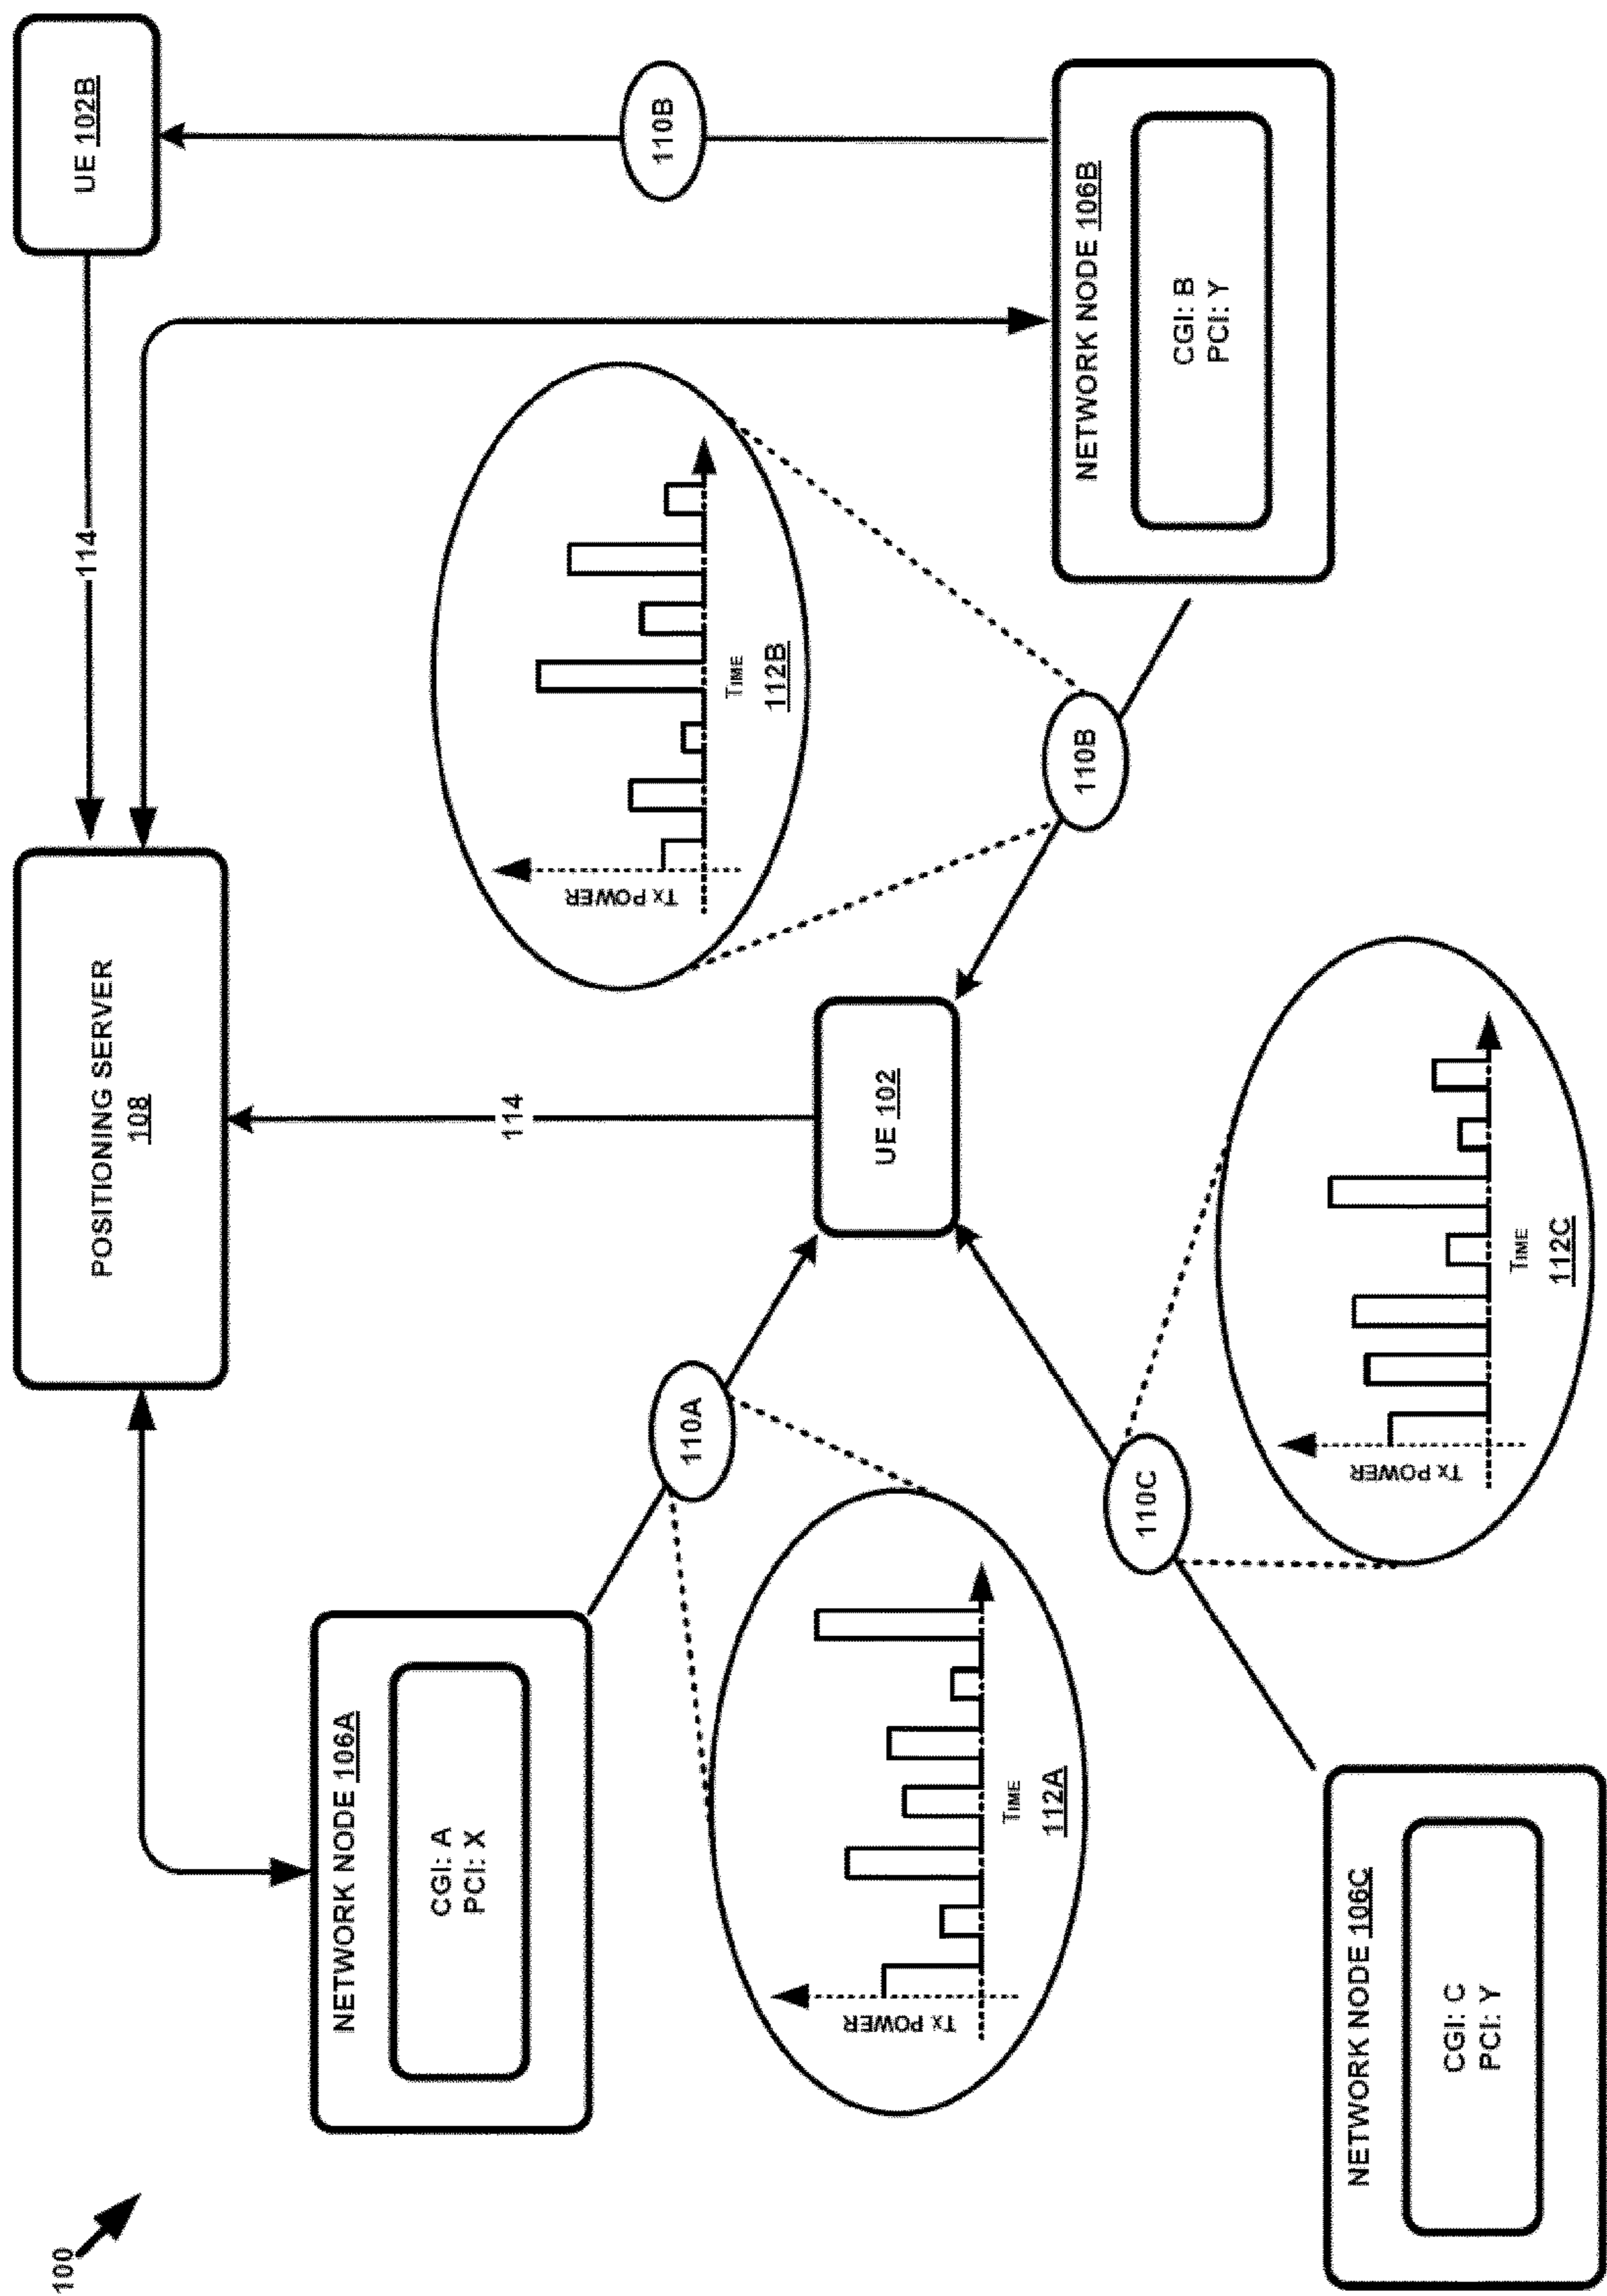 100
POSITIONING SERVER
108
114
UE 102B
NETWORK NODE 106A
CGI: A
PCI: X
110A
114
Tx POWER
TIME
112B
110B
Tx POWER
TIME
112A
UE 102
110B
NETWORK NODE 106B
CGI: B
PCI: Y
110C
Tx POWER
TIME
112C
NETWORK NODE 106C
CGI: C
PCI: Y